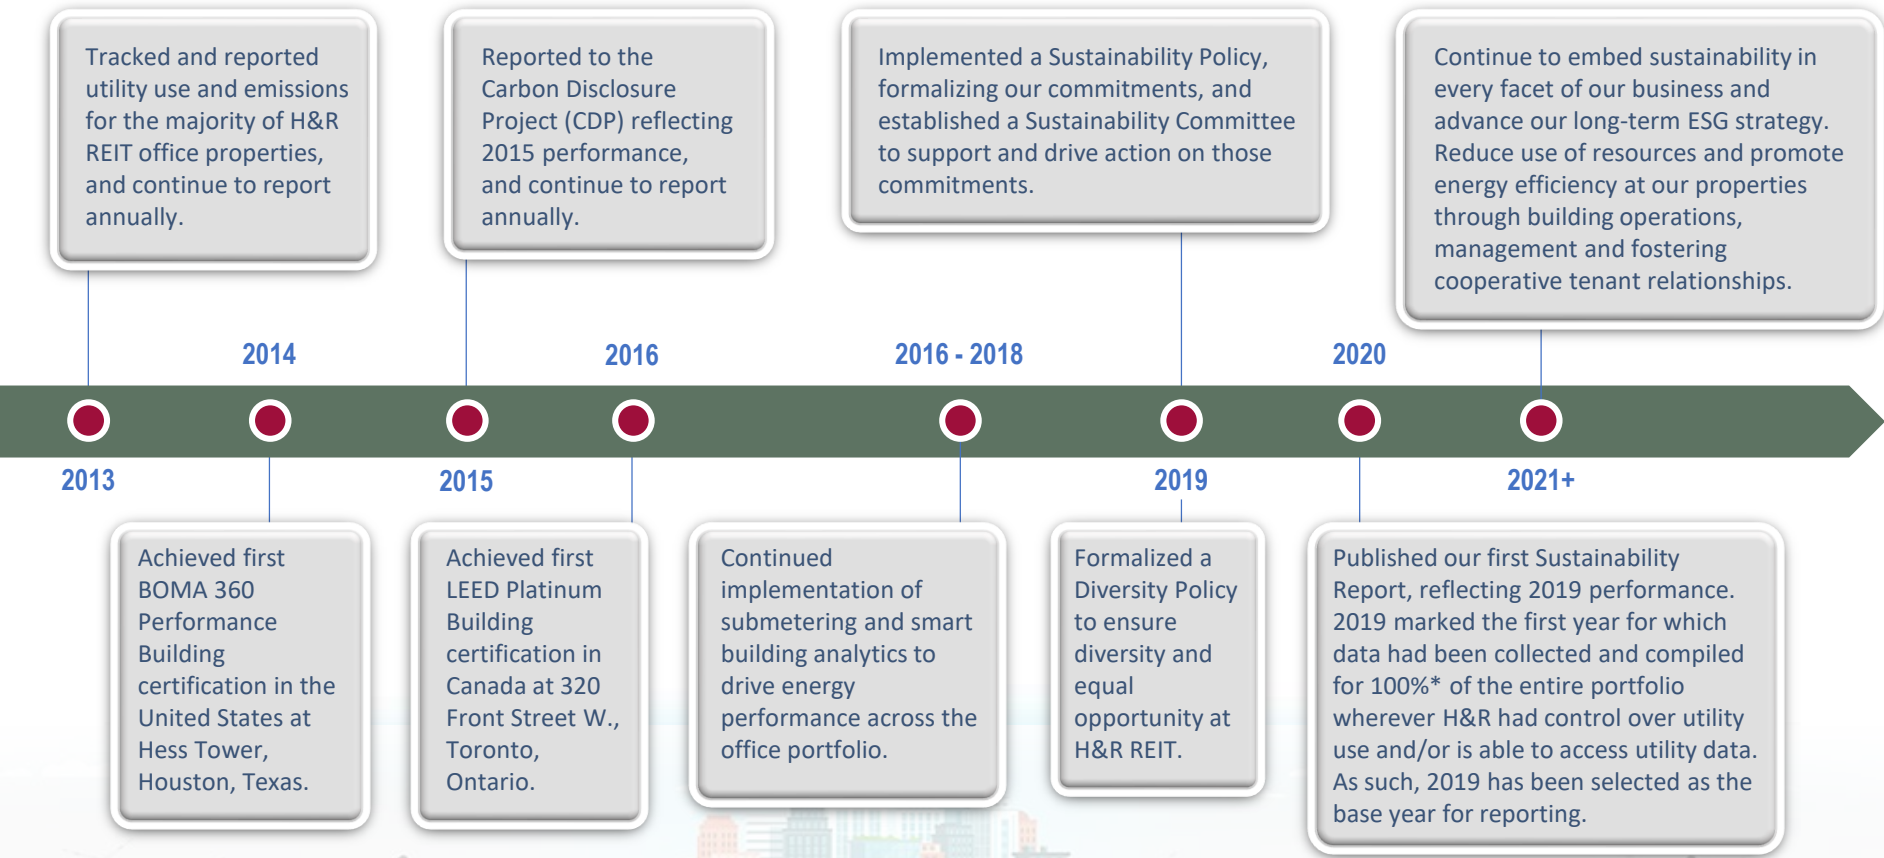 Tracked and reported
utility use and emissions
for the majority of H&R
REIT office properties,
and continue to report
annually.
Reported to the
Carbon Disclosure
Project (CDP) reflecting
2015 performance,
and continue to report
annually.
Implemented a Sustainability Policy,
formalizing our commitments, and
established a Sustainability Committee
to support and drive action on those
commitments.
Continue to embed sustainability in
every facet of our business and
advance our long-term ESG strategy.
Reduce use of resources and promote
energy efficiency at our properties
through building operations,
management and fostering
cooperative tenant relationships.
2014
2016
2016 - 2018
2020
2013
2015
2019
2021+
Achieved first
BOMA 360
Performance
Building
certification in the
United States at
Hess Tower,
Houston, Texas.
Achieved first
LEED Platinum
Building
certification in
Canada at 320
Front Street W.,
Toronto,
Ontario.
Continued
implementation of
submetering and smart
building analytics to
drive energy
performance across the
office portfolio.
Formalized a
Diversity Policy
to ensure
diversity and
equal
opportunity at
H&R REIT.
Published our first Sustainability
Report, reflecting 2019 performance.
2019 marked the first year for which
data had been collected and compiled
for 100%* of the entire portfolio
wherever H&R had control over utility
use and/or is able to access utility data.
As such, 2019 has been selected as the
base year for reporting.